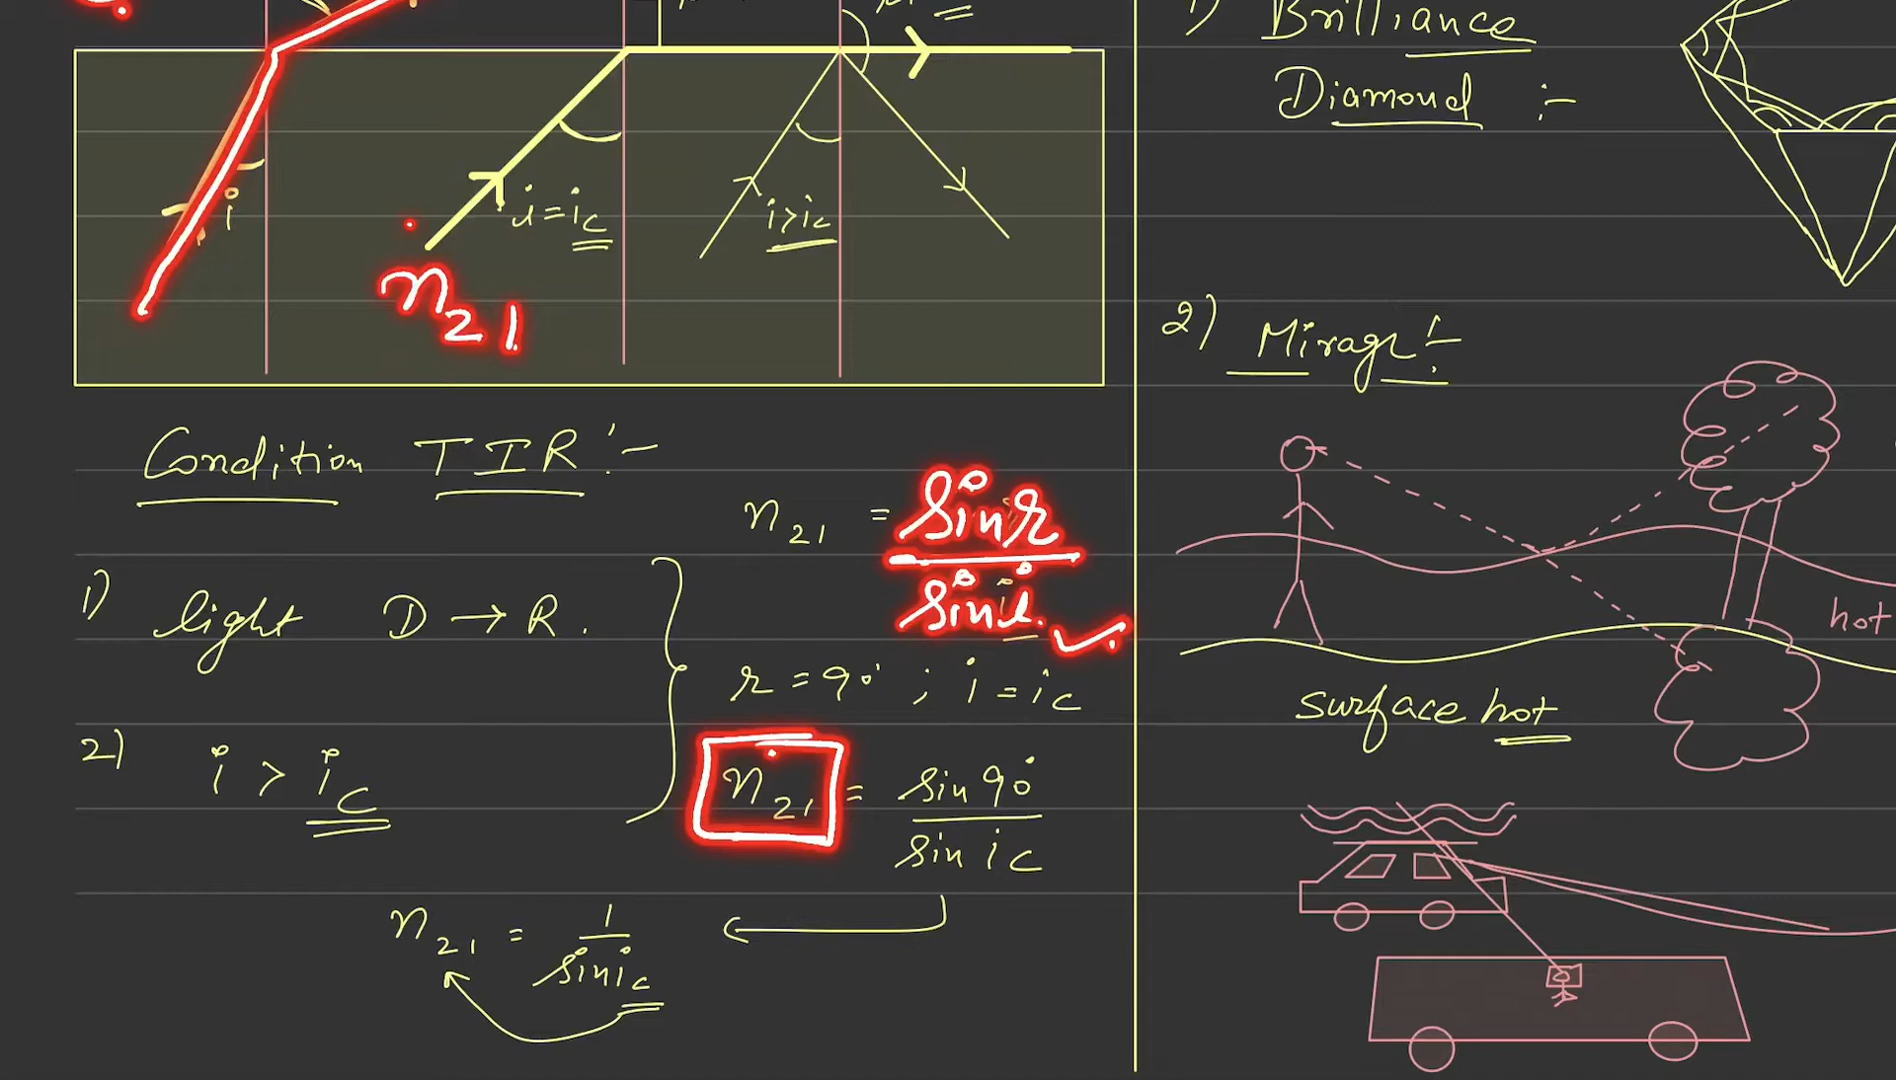 i
i = ic
i > ic
n21
Condition TIR :-
n21 = sin r / sin i
1) light D → R.
r = 90° ; i = ic
2) i > ic
n21 = sin 90° / sin ic
n21 = 1 / sin ic
1) Brilliance
Diamond :-
2) Mirage :-
hot
surface hot